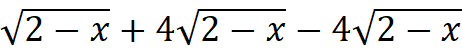 √(2 − x) + 4√(2 − x) − 4√(2 − x)